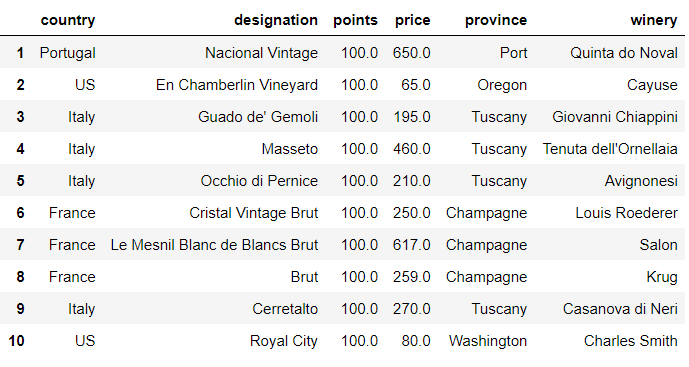 country designation points price province winery
1 Portugal Nacional Vintage 100.0 650.0 Port Quinta do Noval
2 US En Chamberlin Vineyard 100.0 65.0 Oregon Cayuse
3 Italy Guado de' Gemoli 100.0 195.0 Tuscany Giovanni Chiappini
4 Italy Masseto 100.0 460.0 Tuscany Tenuta dell'Ornellaia
5 Italy Occhio di Pernice 100.0 210.0 Tuscany Avignonesi
6 France Cristal Vintage Brut 100.0 250.0 Champagne Louis Roederer
7 France Le Mesnil Blanc de Blancs Brut 100.0 617.0 Champagne Salon
8 France Brut 100.0 259.0 Champagne Krug
9 Italy Cerretalto 100.0 270.0 Tuscany Casanova di Neri
10 US Royal City 100.0 80.0 Washington Charles Smith